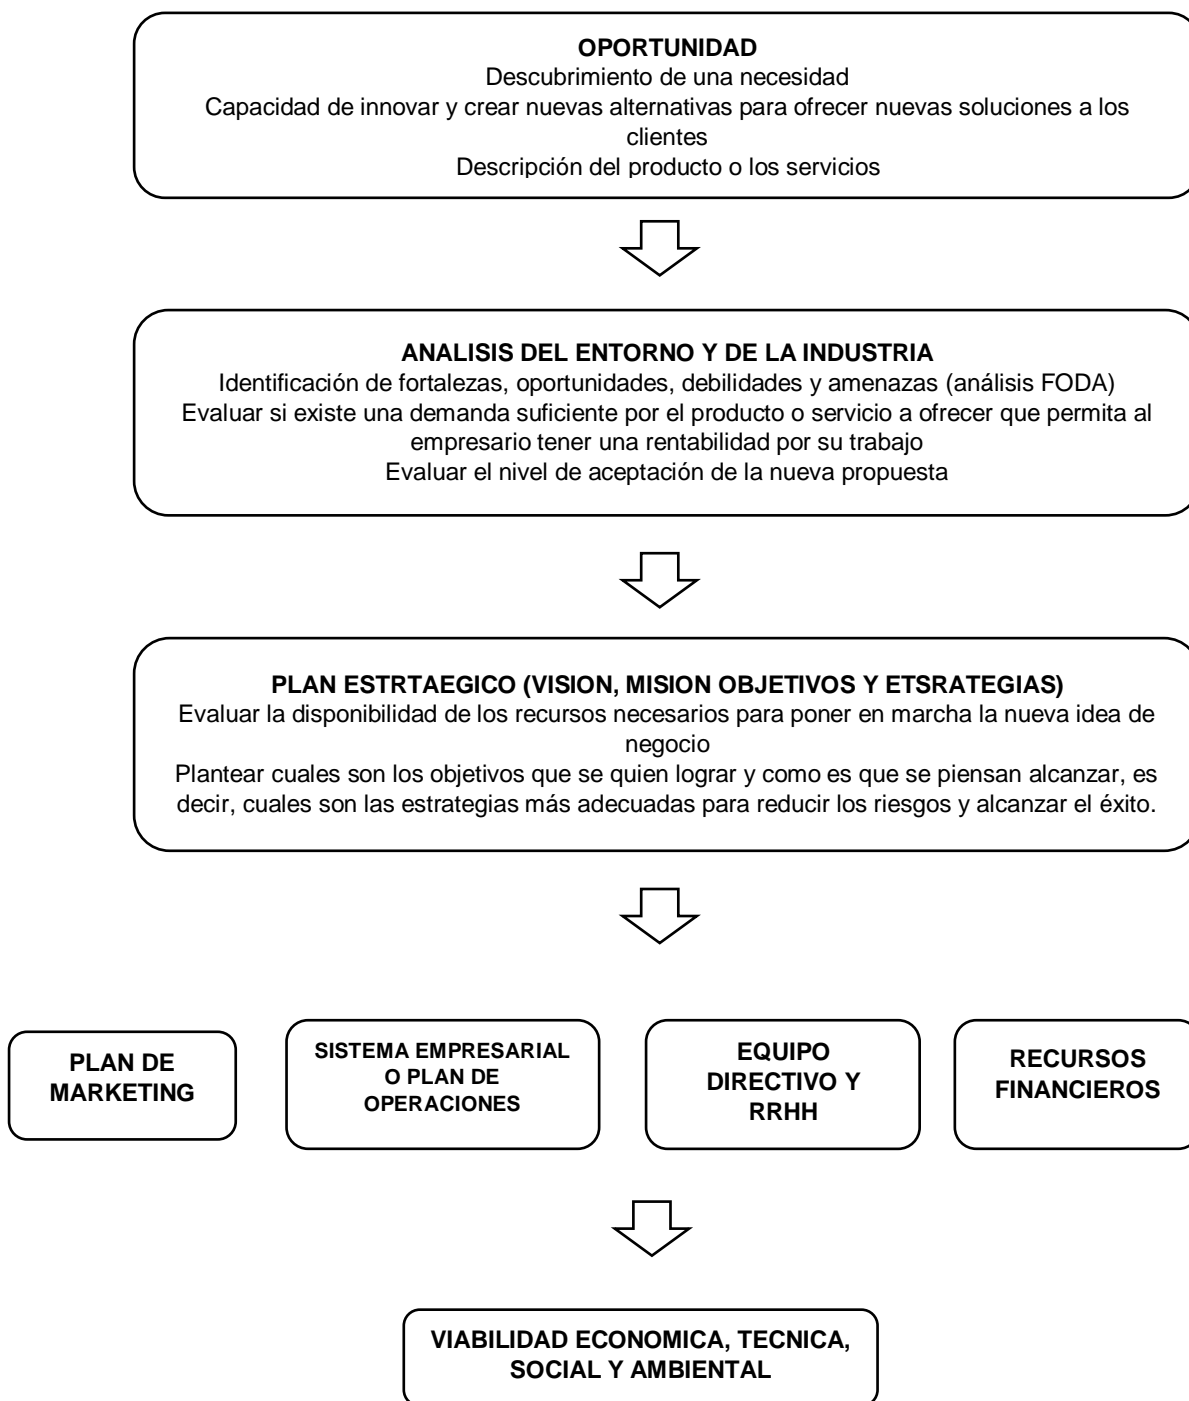 OPORTUNIDAD
Descubrimiento de una necesidad
Capacidad de innovar y crear nuevas alternativas para ofrecer nuevas soluciones a los
clientes
Descripción del producto o los servicios
ANALISIS DEL ENTORNO Y DE LA INDUSTRIA
Identificación de fortalezas, oportunidades, debilidades y amenazas (análisis FODA)
Evaluar si existe una demanda suficiente por el producto o servicio a ofrecer que permita al
empresario tener una rentabilidad por su trabajo
Evaluar el nivel de aceptación de la nueva propuesta
PLAN ESTRTAEGICO (VISION, MISION OBJETIVOS Y ETSRATEGIAS)
Evaluar la disponibilidad de los recursos necesarios para poner en marcha la nueva idea de
negocio
Plantear cuales son los objetivos que se quien lograr y como es que se piensan alcanzar, es
decir, cuales son las estrategias más adecuadas para reducir los riesgos y alcanzar el éxito.
PLAN DE
MARKETING
SISTEMA EMPRESARIAL
O PLAN DE
OPERACIONES
EQUIPO
DIRECTIVO Y
RRHH
RECURSOS
FINANCIEROS
VIABILIDAD ECONOMICA, TECNICA,
SOCIAL Y AMBIENTAL